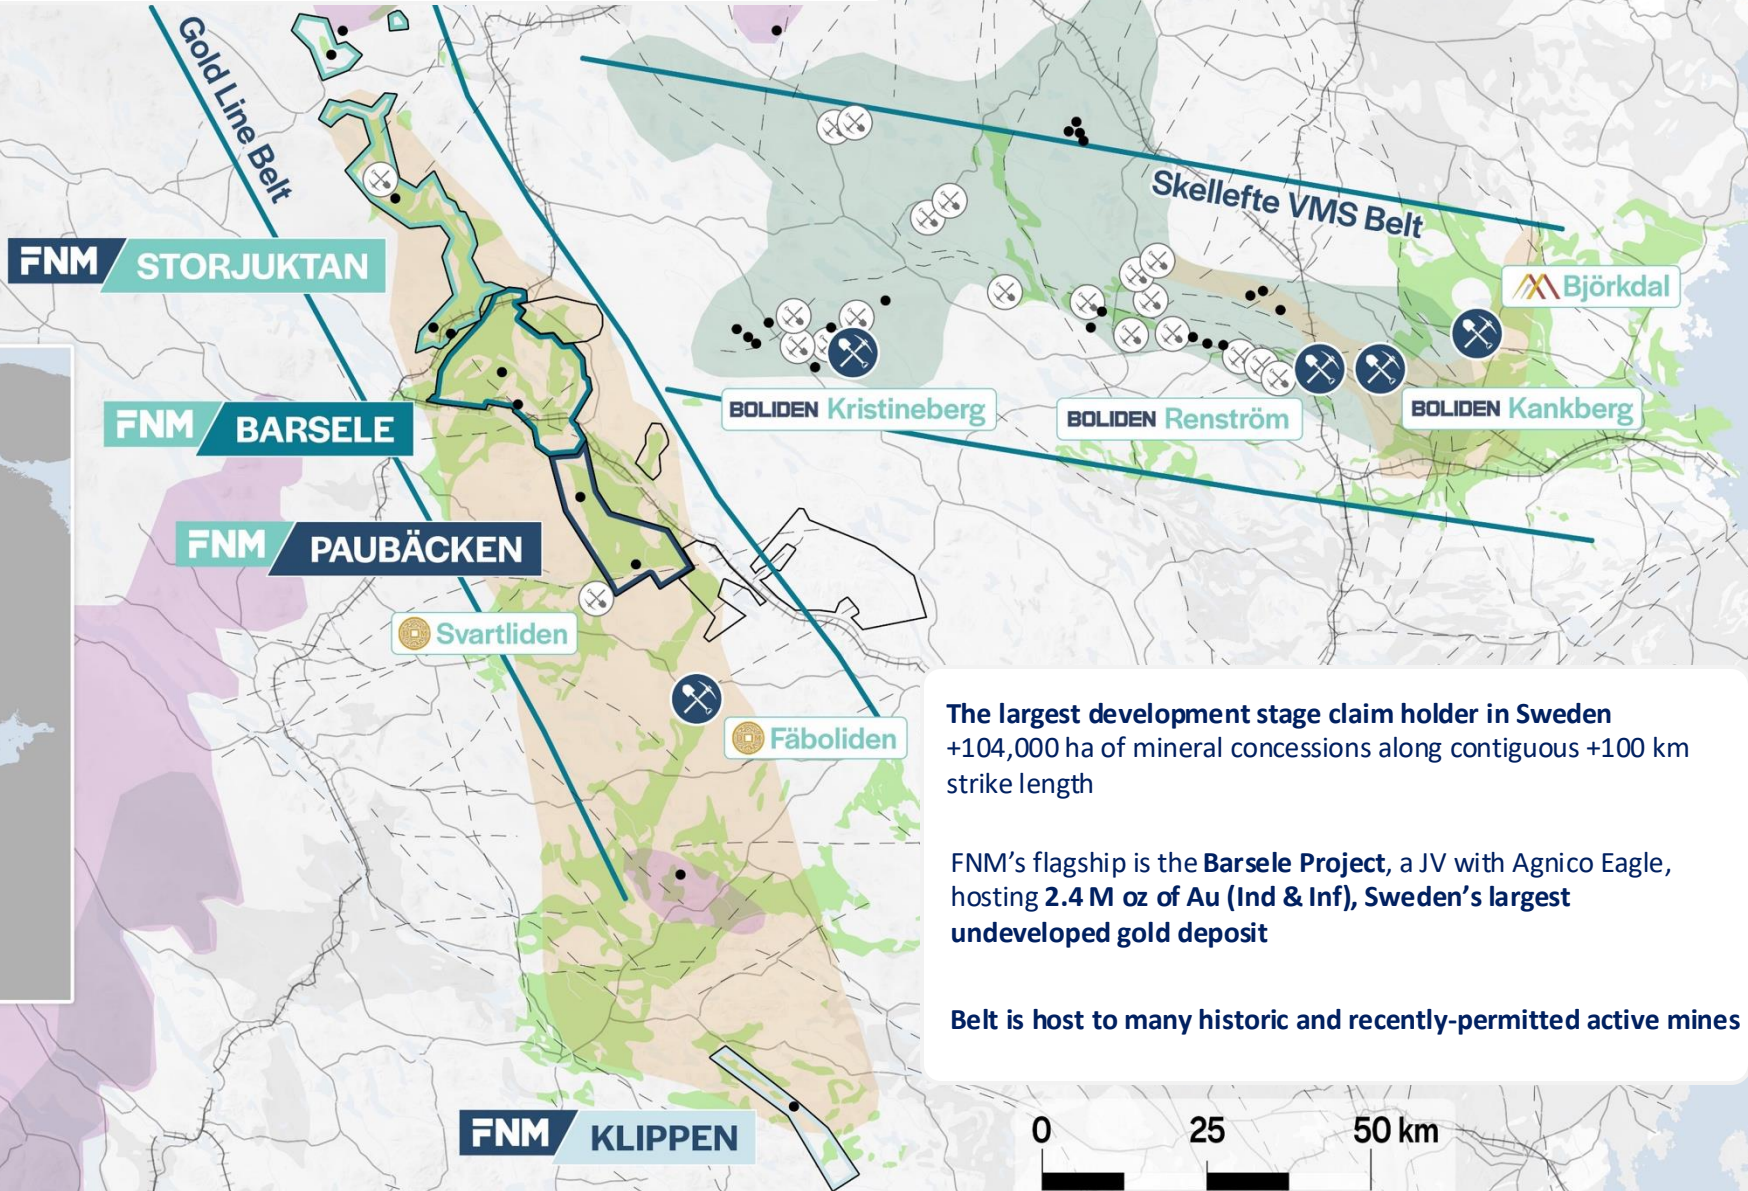 Gold Line Belt
Skellefte VMS Belt
FNM STORJUKTAN
Björkdal
FNM BARSELE
BOLIDEN Kristineberg
BOLIDEN Renström
BOLIDEN Kankberg
FNM PAUBÄCKEN
Svartliden
Fäboliden
The largest development stage claim holder in Sweden
+104,000 ha of mineral concessions along contiguous +100 km
strike length
FNM’s flagship is the Barsele Project, a JV with Agnico Eagle,
hosting 2.4 M oz of Au (Ind & Inf), Sweden’s largest
undeveloped gold deposit
Belt is host to many historic and recently-permitted active mines
FNM KLIPPEN
0 25 50 km